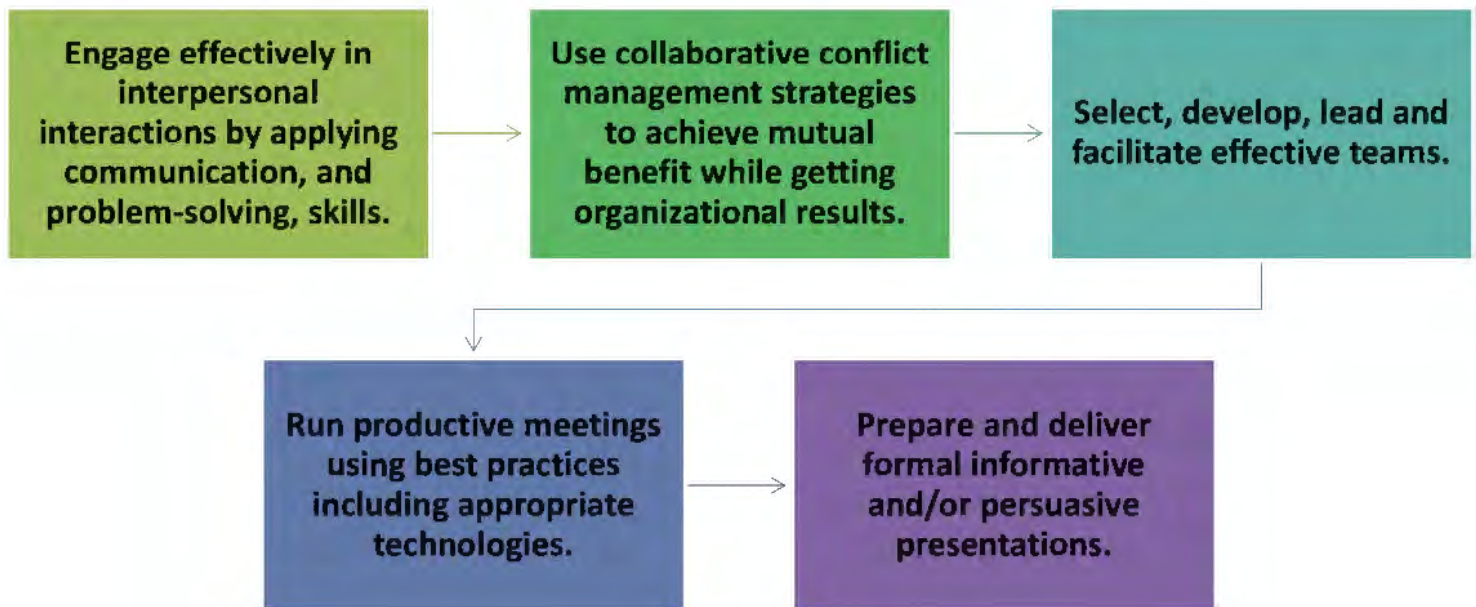 Engage effectively in
interpersonal
interactions by applying
communication, and
problem-solving, skills.
Use collaborative conflict
management strategies
to achieve mutual
benefit while getting
organizational results.
Select, develop, lead and
facilitate effective teams.
Run productive meetings
using best practices
including appropriate
technologies.
Prepare and deliver
formal informative
and/or persuasive
presentations.